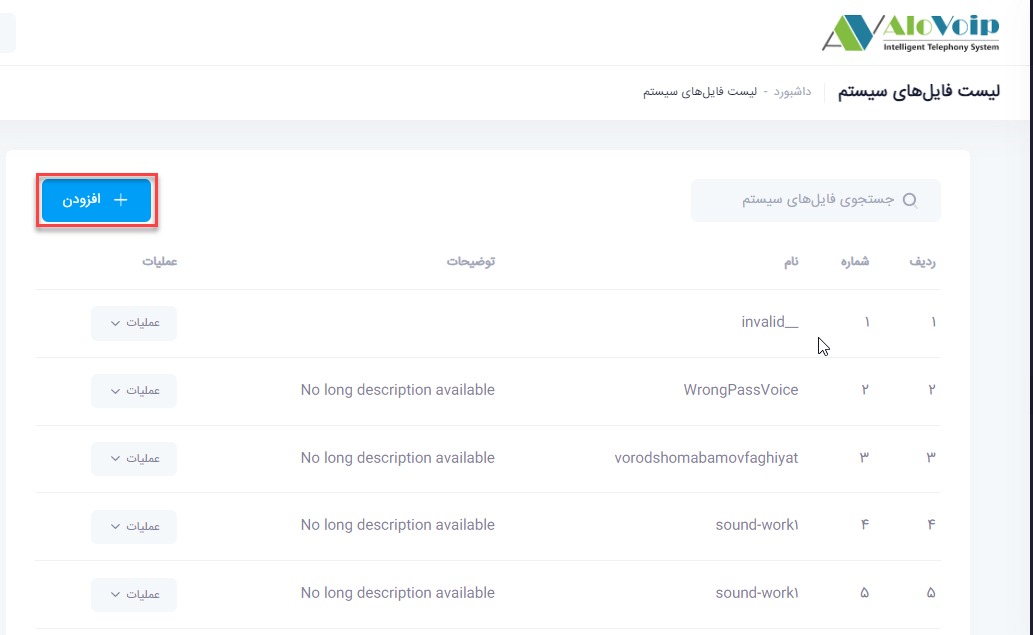 AloVoip
Intelligent Telephony System
لیست فایل‌های سیستم
داشبورد - لیست فایل‌های سیستم
جستجوی فایل‌های سیستم
افزودن
ردیف شماره نام توضیحات عملیات
۱ ۱ invalid__ عملیات
۲ ۲ WrongPassVoice No long description available عملیات
۳ ۳ vorodshomabamovfaghiyat No long description available عملیات
۴ ۴ sound-work۱ No long description available عملیات
۵ ۵ sound-work۱ No long description available عملیات